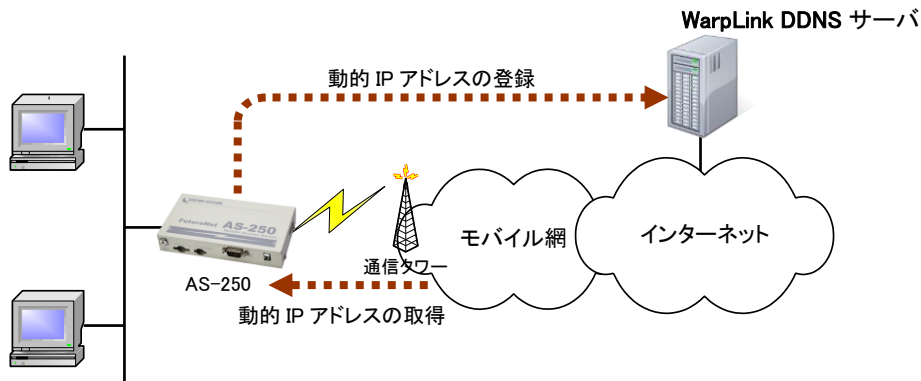 WarpLink DDNS サーバ
動的 IP アドレスの登録
FutureNet AS-250
モバイル網
インターネット
通信タワー
AS-250
動的 IP アドレスの取得